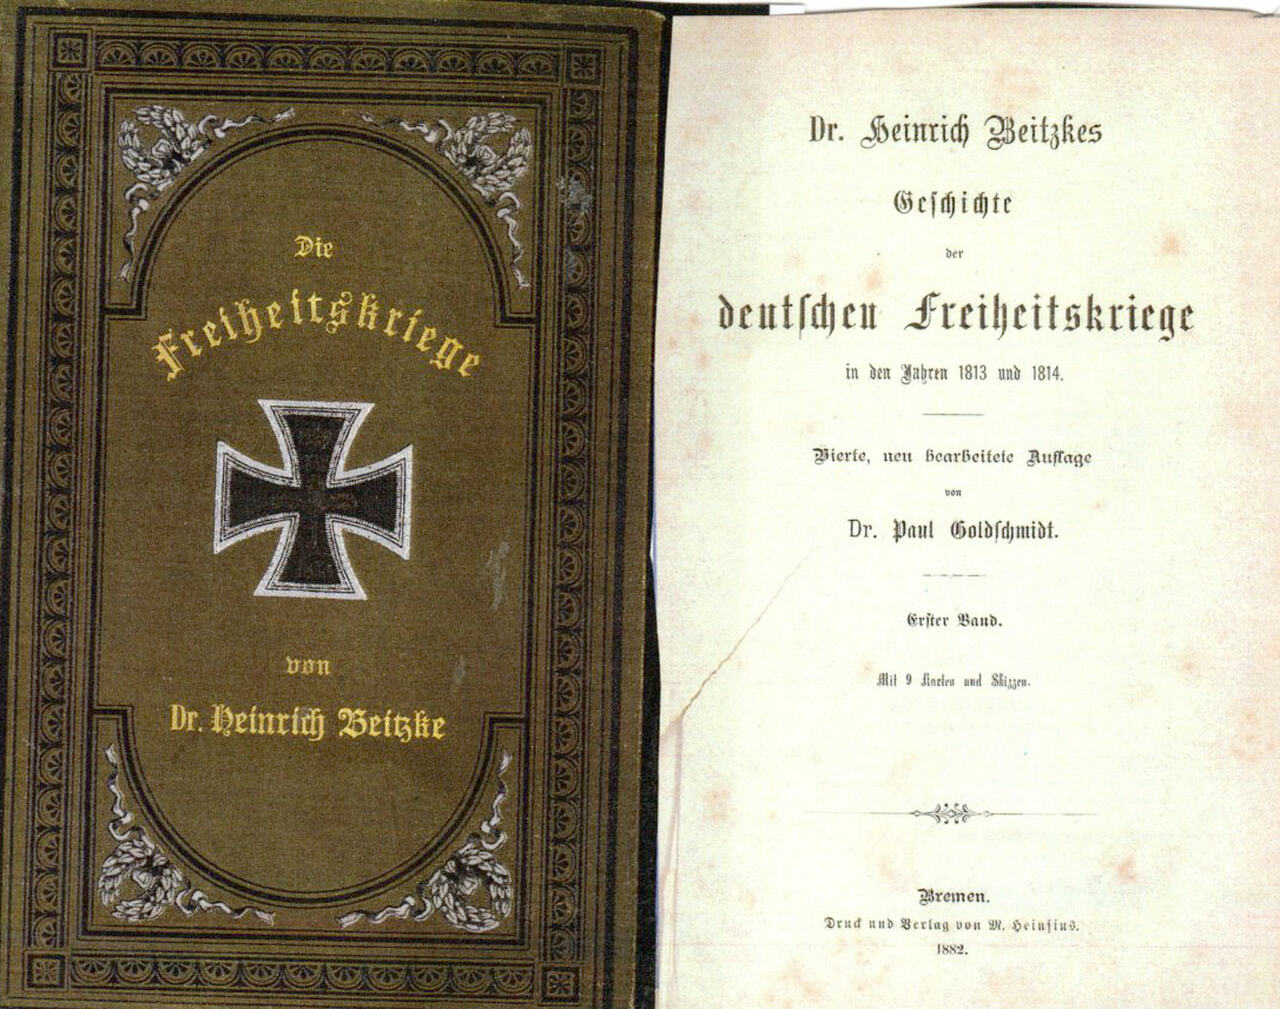 Die
Freiheitskriege
von
Dr. Heinrich Beitzke
Dr. Heinrich Beitzkes
Geſchichte
der
deutſchen Freiheitskriege
in den Jahren 1813 und 1814.
Vierte, neu bearbeitete Auflage
von
Dr. Paul Goldſchmidt.
Erſter Band.
Mit 9 Karten und Skizzen.
Bremen.
Druck und Verlag von M. Heinſius.
1882.